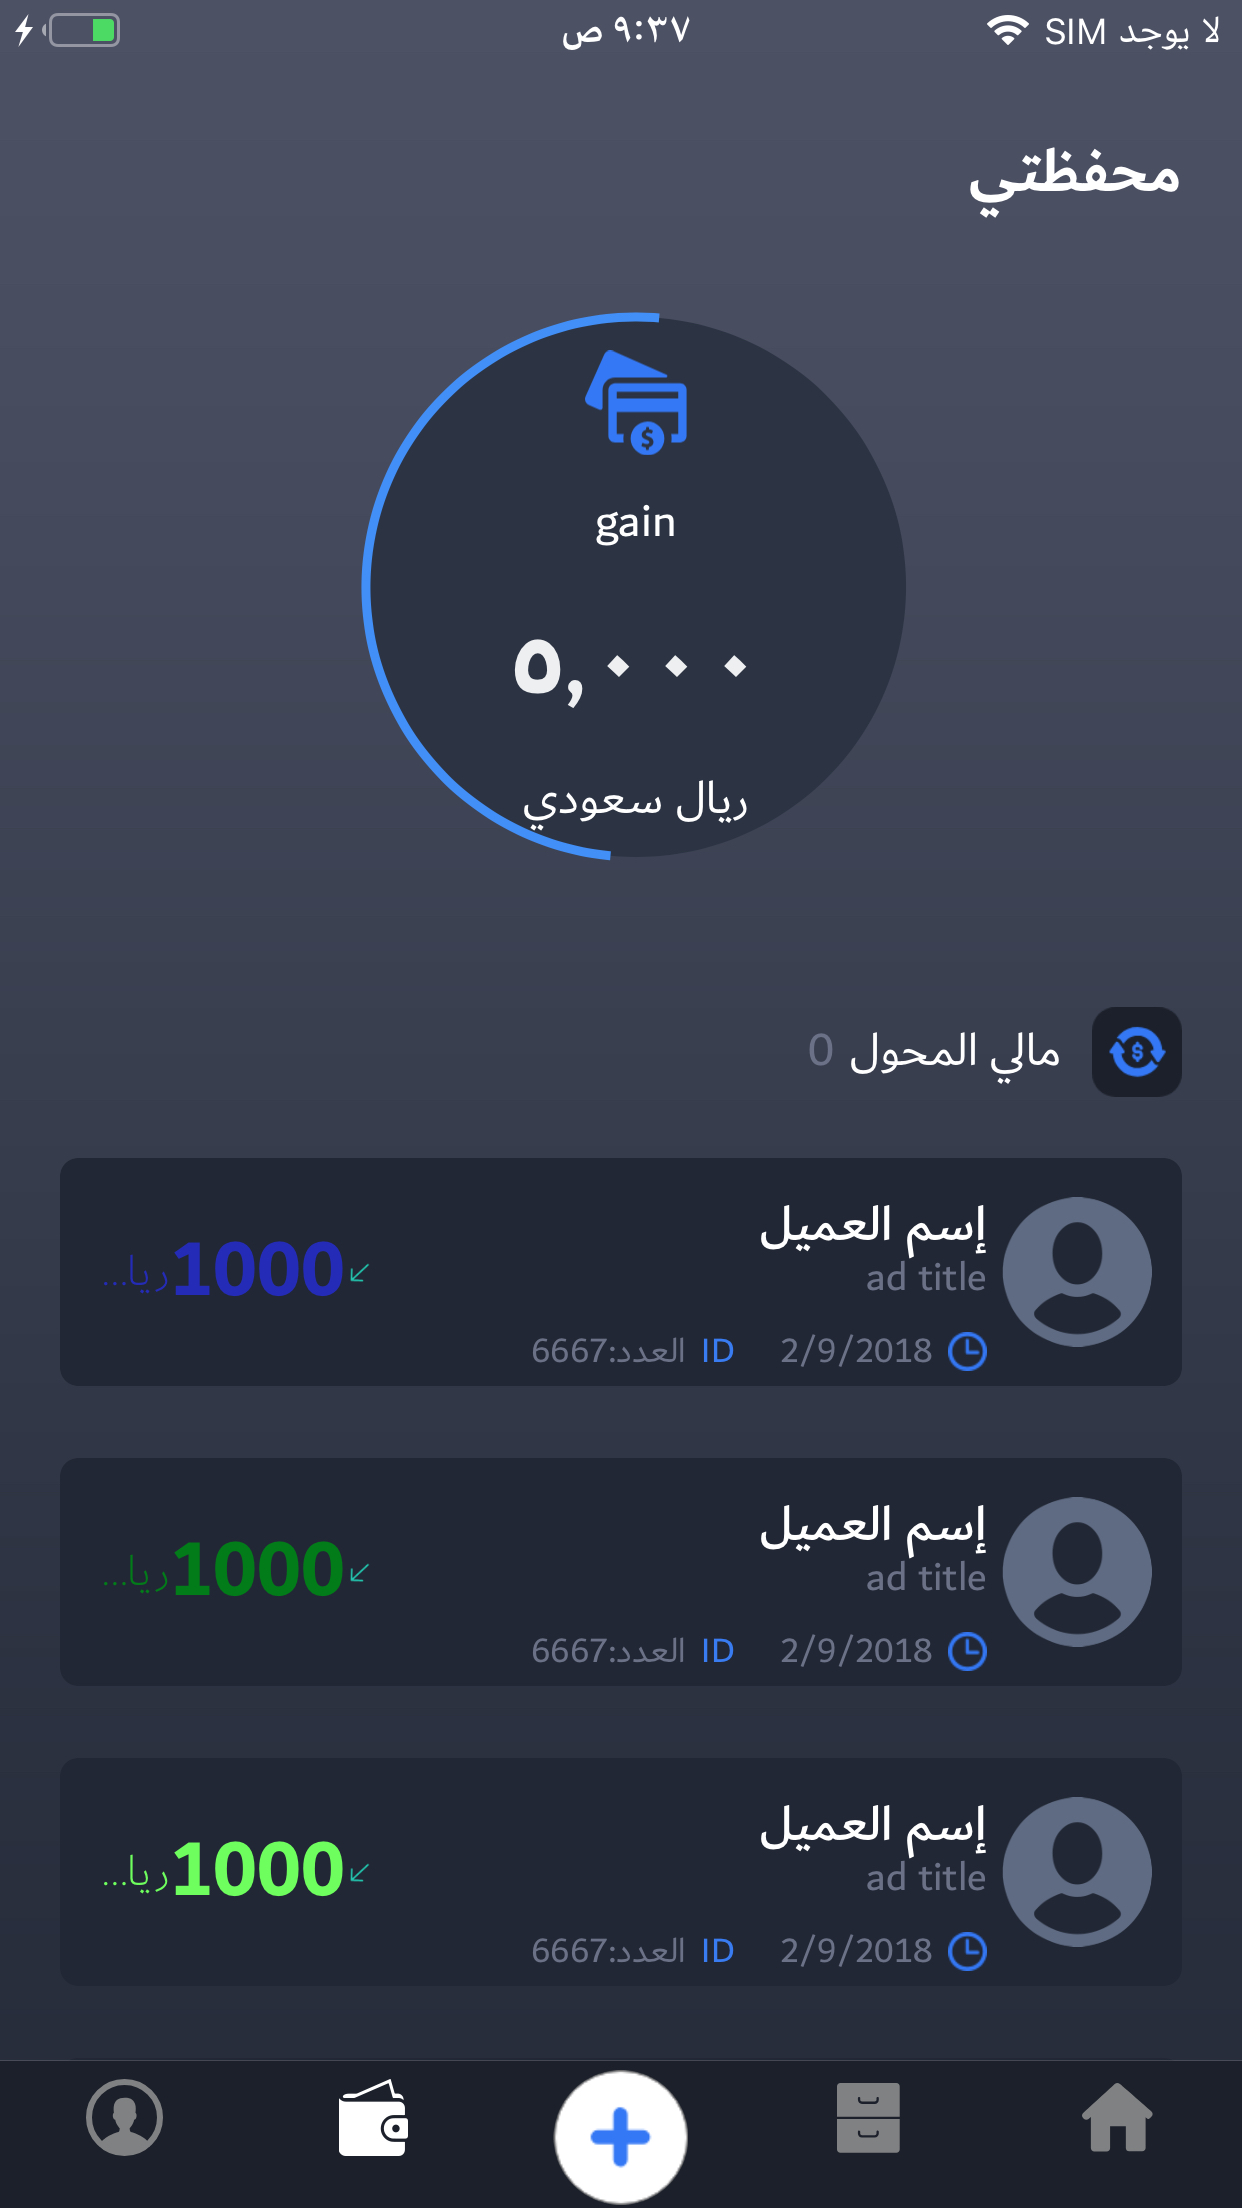 لا يوجد SIM
٩:٣٧ ص
محفظتي
gain
٥,٠٠٠
ريال سعودي
مالي المحول 0
إسم العميل
ad title
1000ريا...
2/9/2018
ID العدد:6667
إسم العميل
ad title
1000ريا...
2/9/2018
ID العدد:6667
إسم العميل
ad title
1000ريا...
2/9/2018
ID العدد:6667